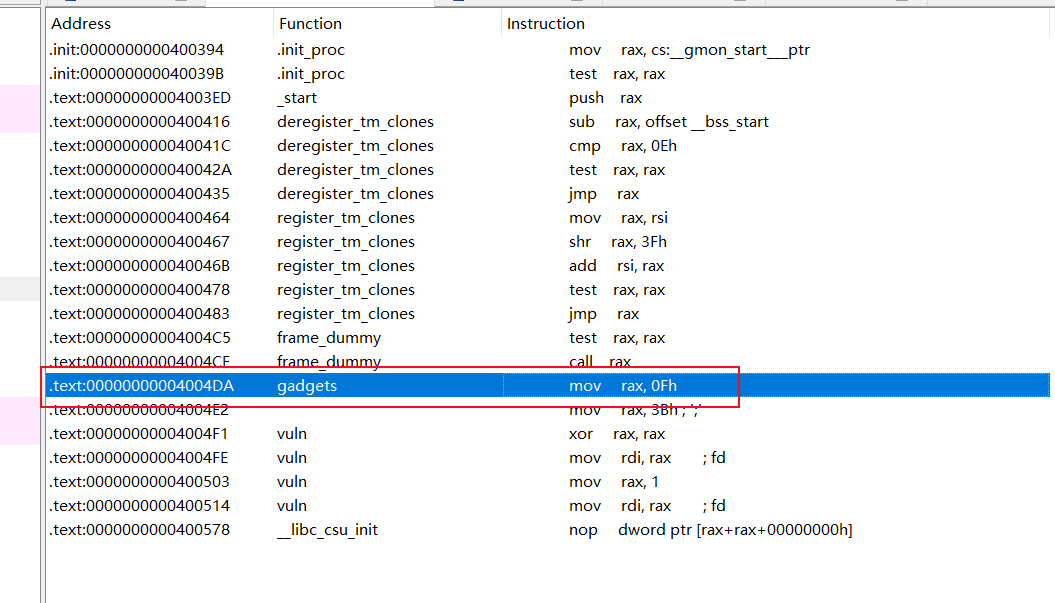 Address Function Instruction
.init:0000000000400394 .init_proc mov rax, cs:__gmon_start___ptr
.init:000000000040039B .init_proc test rax, rax
.text:00000000004003ED _start push rax
.text:0000000000400416 deregister_tm_clones sub rax, offset __bss_start
.text:000000000040041C deregister_tm_clones cmp rax, 0Eh
.text:000000000040042A deregister_tm_clones test rax, rax
.text:0000000000400435 deregister_tm_clones jmp rax
.text:0000000000400464 register_tm_clones mov rax, rsi
.text:0000000000400467 register_tm_clones shr rax, 3Fh
.text:000000000040046B register_tm_clones add rsi, rax
.text:0000000000400478 register_tm_clones test rax, rax
.text:0000000000400483 register_tm_clones jmp rax
.text:00000000004004C5 frame_dummy test rax, rax
.text:00000000004004CF frame_dummy call rax
.text:00000000004004DA gadgets mov rax, 0Fh
.text:00000000004004E2 mov rax, 3Bh ; ';'
.text:00000000004004F1 vuln xor rax, rax
.text:00000000004004FE vuln mov rdi, rax ; fd
.text:0000000000400503 vuln mov rax, 1
.text:0000000000400514 vuln mov rdi, rax ; fd
.text:0000000000400578 __libc_csu_init nop dword ptr [rax+rax+00000000h]